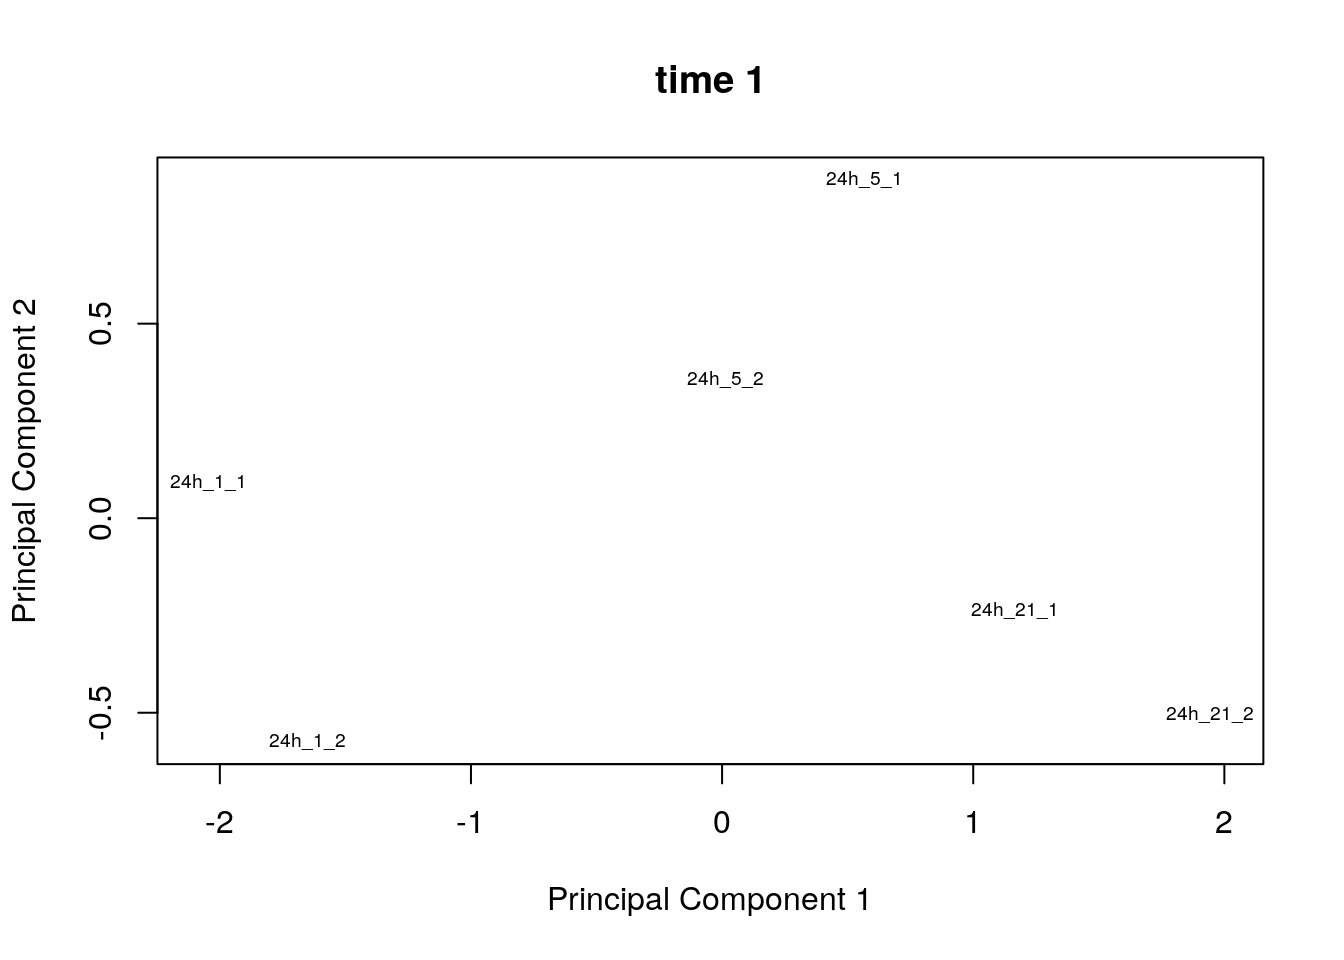 time 1
24h_5_1
0.5
24h_5_2
24h_1_1
0.0
24h_21_1
-0.5
24h_21_2
24h_1_2
Principal Component 2
-2 -1 0 1 2
Principal Component 1